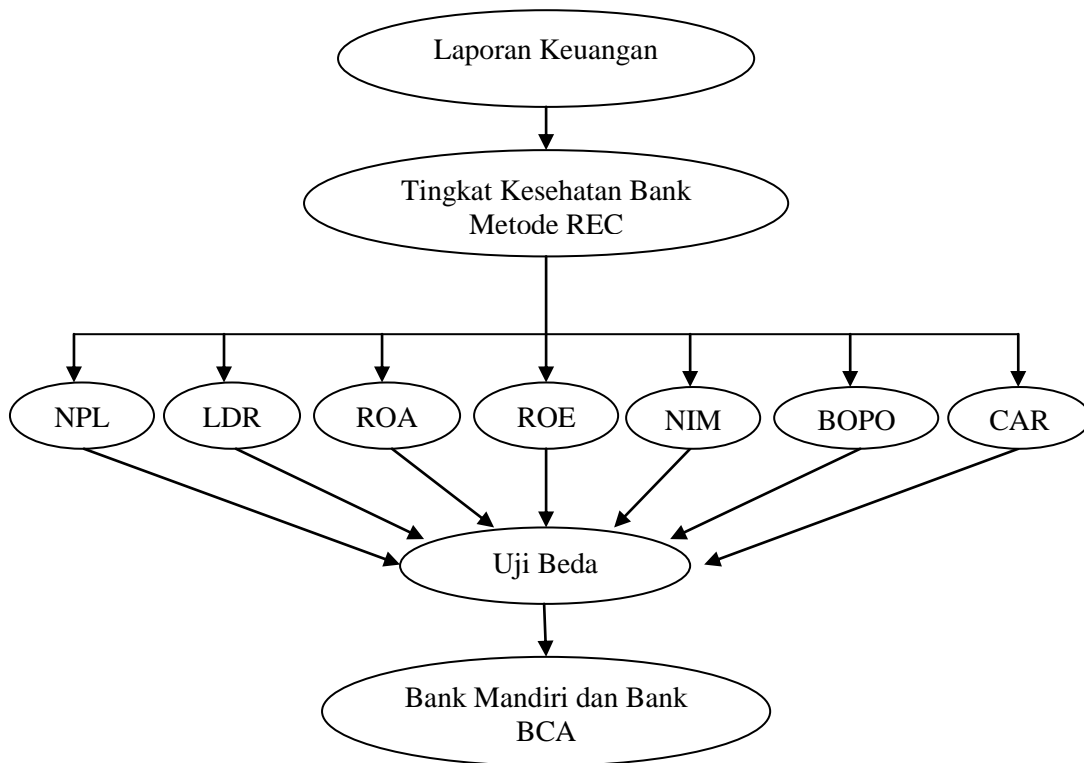 Laporan Keuangan
Tingkat Kesehatan Bank
Metode REC
NPL
LDR
ROA
ROE
NIM
BOPO
CAR
Uji Beda
Bank Mandiri dan Bank
BCA